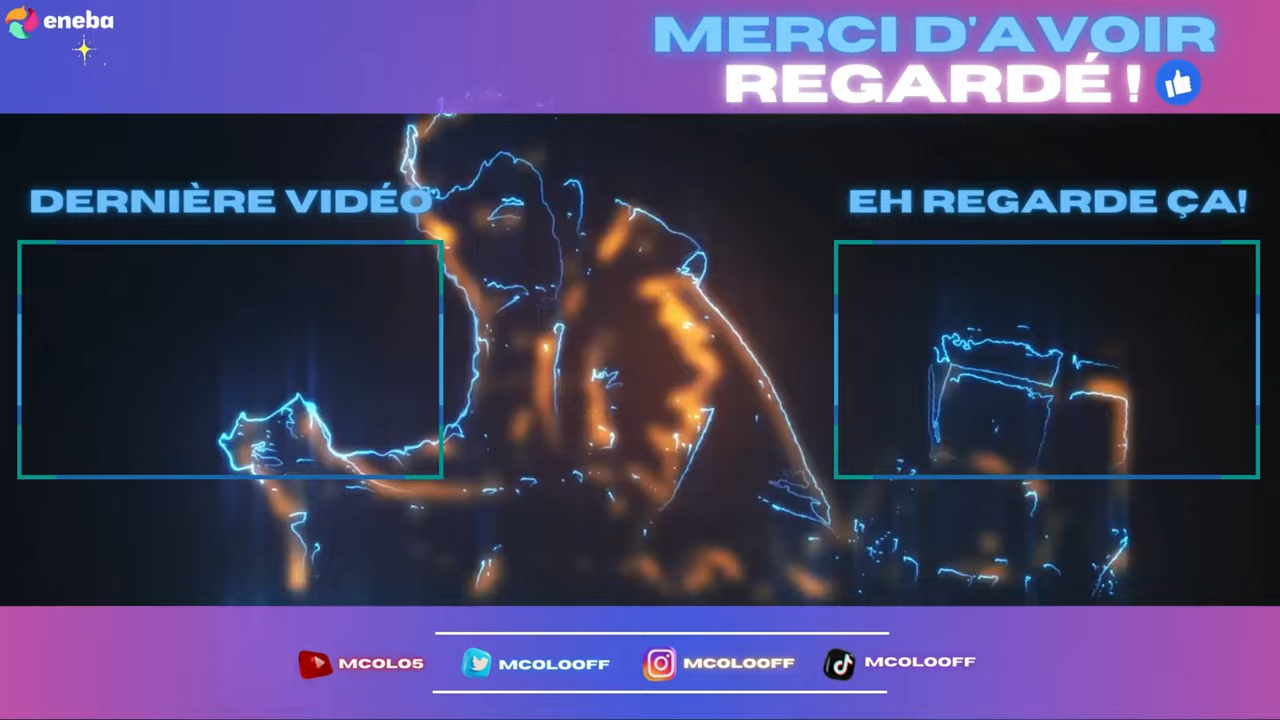 eneba
MERCI D'AVOIR
REGARDÉ !
DERNIÈRE VIDÉO
EH REGARDE ÇA!
MCOLO5
MCOLOOFF
MCOLOOFF
MCOLOOFF